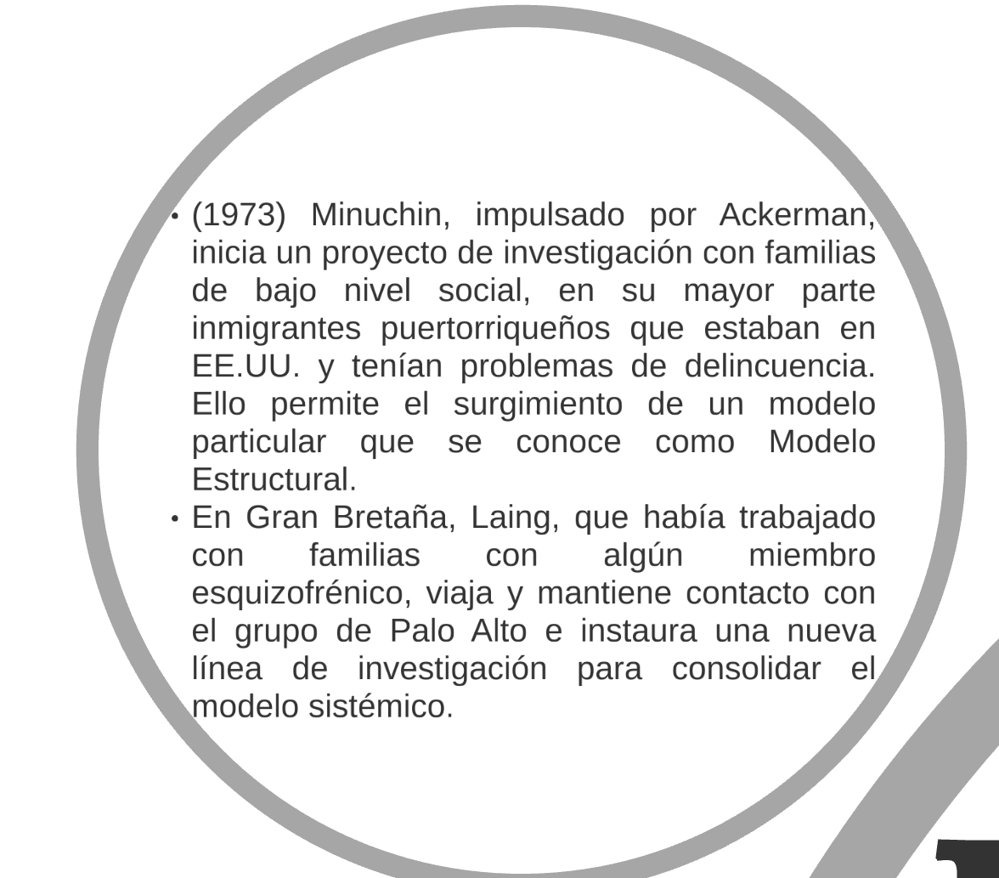 • (1973) Minuchin, impulsado por Ackerman,
inicia un proyecto de investigación con familias
de bajo nivel social, en su mayor parte
inmigrantes puertorriqueños que estaban en
EE.UU. y tenían problemas de delincuencia.
Ello permite el surgimiento de un modelo
particular que se conoce como Modelo
Estructural.
• En Gran Bretaña, Laing, que había trabajado
con familias con algún miembro
esquizofrénico, viaja y mantiene contacto con
el grupo de Palo Alto e instaura una nueva
línea de investigación para consolidar el
modelo sistémico.